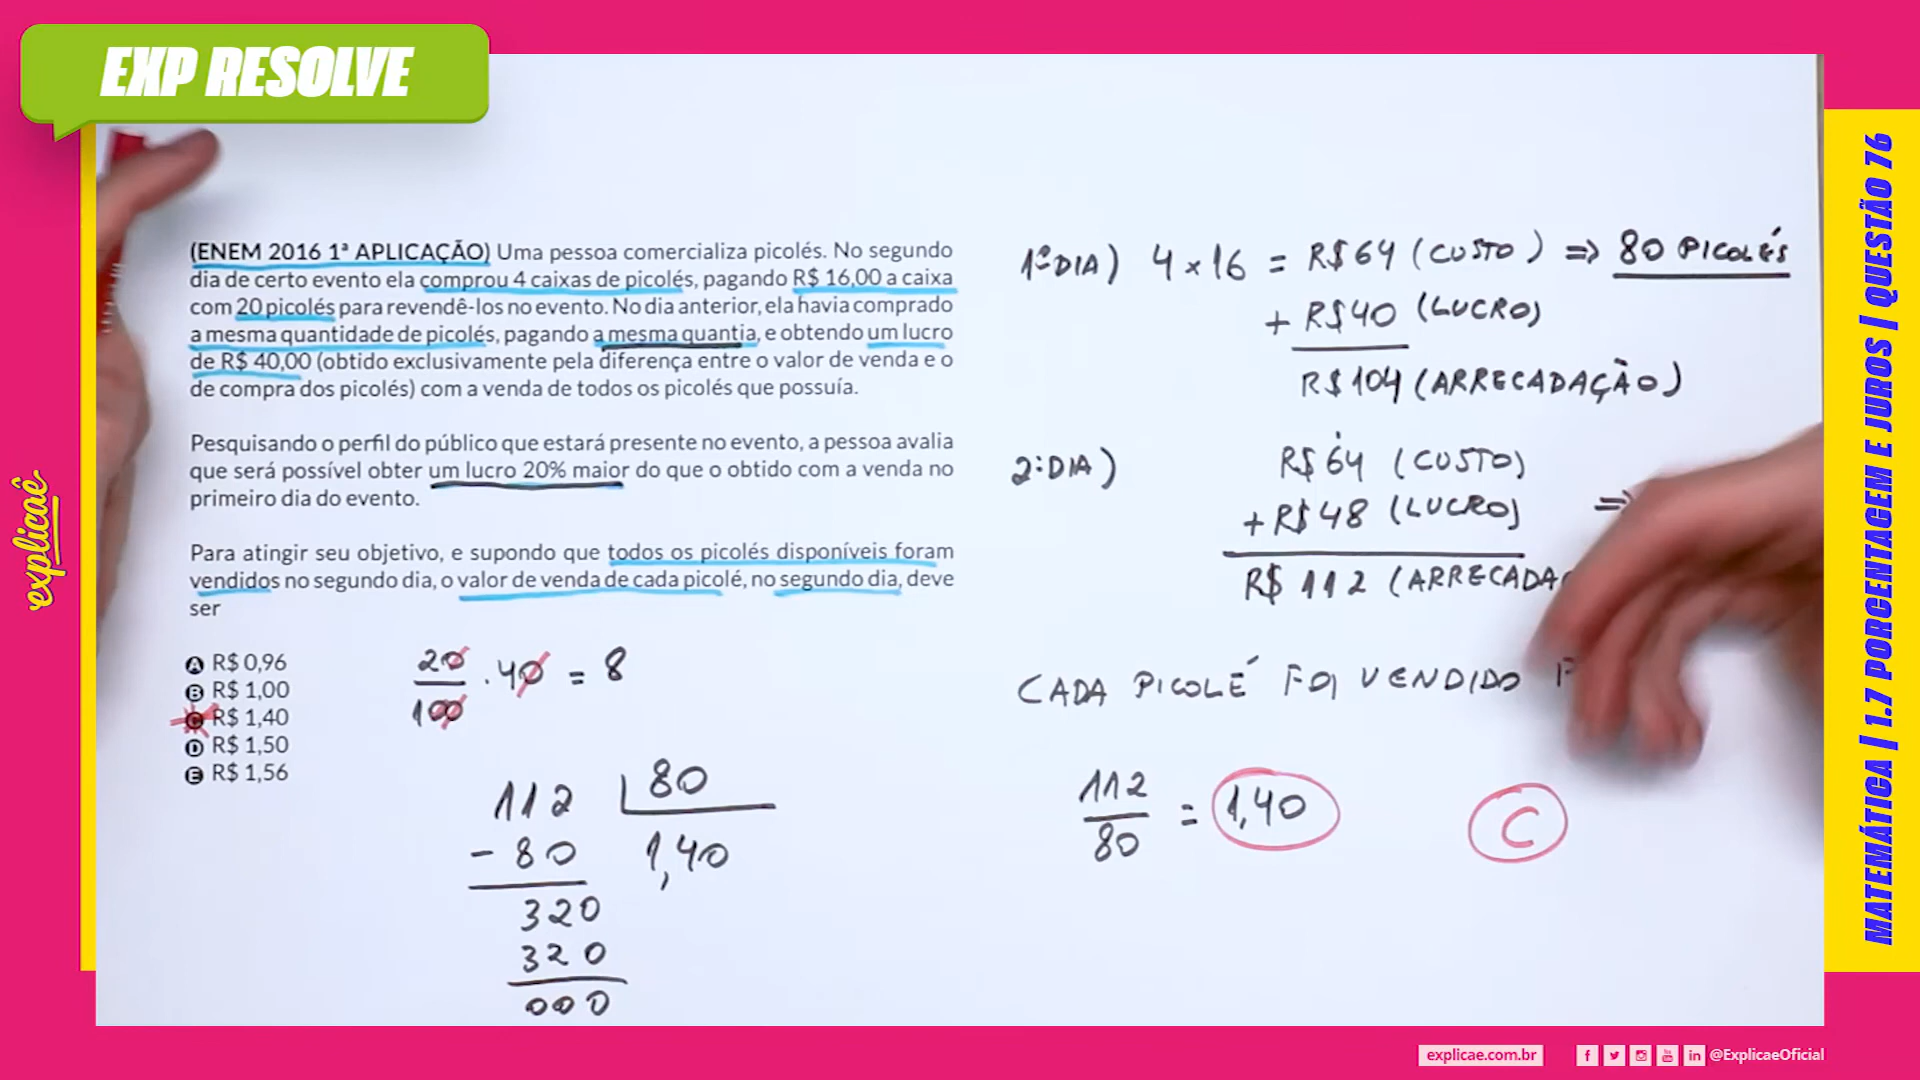 EXP RESOLVE
(ENEM 2016 1ª APLICAÇÃO) Uma pessoa comercializa picolés. No segundo
dia de certo evento ela comprou 4 caixas de picolés, pagando R$ 16,00 a caixa
com 20 picolés para revendê-los no evento. No dia anterior, ela havia comprado
a mesma quantidade de picolés, pagando a mesma quantia, e obtendo um lucro
de R$ 40,00 (obtido exclusivamente pela diferença entre o valor de venda e o
de compra dos picolés) com a venda de todos os picolés que possuía.
Pesquisando o perfil do público que estará presente no evento, a pessoa avalia
que será possível obter um lucro 20% maior do que o obtido com a venda no
primeiro dia do evento.
Para atingir seu objetivo, e supondo que todos os picolés disponíveis foram
vendidos no segundo dia, o valor de venda de cada picolé, no segundo dia, deve
ser
A R$ 0,96
B R$ 1,00
C R$ 1,40
D R$ 1,50
E R$ 1,56
20/100 . 40 = 8
112 80
- 80 1,40
320
320
000
1º DIA) 4 x 16 = R$64 (CUSTO) => 80 PICOLÉS
+ R$40 (LUCRO)
R$104 (ARRECADAÇÃO)
2º DIA) R$64 (CUSTO)
+ R$48 (LUCRO) =>
R$ 112 (ARRECADA
CADA PICOLÉ FOI VENDIDO
112/80 = 1,40 C
explicaê
MATEMÁTICA | 1.7 PORCENTAGEM E JUROS | QUESTÃO 76
explicae.com.br
@ExplicaeOficial